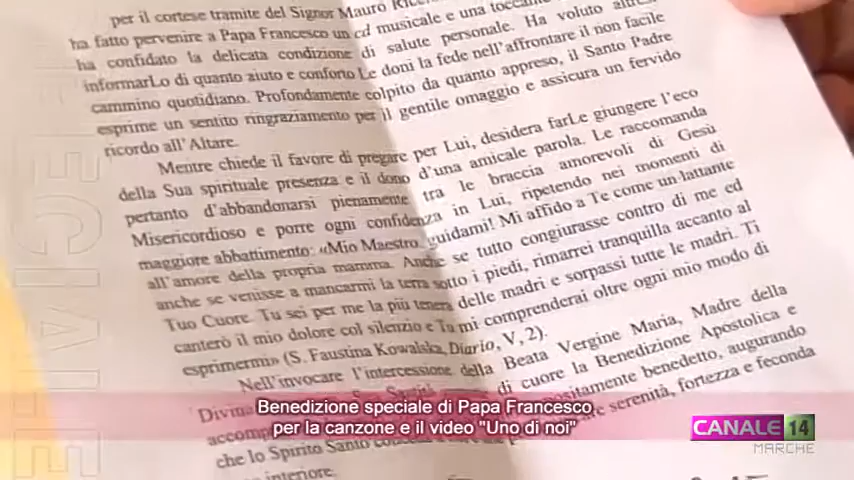 per il cortese tramite del Signor Mauro
ha fatto pervenire a Papa Francesco un cd musicale e una toccante
ha confidato la delicata condizione di salute personale. Ha voluto altresì
informarLo di quanto aiuto e conforto Le doni la fede nell'affrontare il non facile
cammino quotidiano. Profondamente colpito da quanto appreso, il Santo Padre
esprime un sentito ringraziamento per il gentile omaggio e assicura un fervido
ricordo all'Altare.
Mentre chiede il favore di pregare per Lui, desidera farLe giungere l'eco
della Sua spirituale presenza e il dono d'una amicale parola. Le raccomanda
pertanto d'abbandonarsi pienamente tra le braccia amorevoli di Gesù
Misericordioso e porre ogni confidenza in Lui, ripetendo nei momenti di
maggiore abbattimento: «Mio Maestro, guidami! Mi affido a Te come un lattante
all'amore della propria mamma. Anche se tutto congiurasse contro di me ed
anche se venisse a mancarmi la terra sotto i piedi, rimarrei tranquilla accanto al
Tuo Cuore. Tu sei per me la più tenera delle madri e sorpassi tutte le madri. Ti
canterò il mio dolore col silenzio e Tu mi comprenderai oltre ogni mio modo di
esprimermi» (S. Faustina Kowalska, Diario, V, 2).
Nell'invocare l'intercessione della Beata Vergine Maria, Madre della
Divina di cuore la Benedizione Apostolica e
accomp appositamente benedetto, augurando
che lo Spirito Santo serenità, fortezza e feconda
interiore.
Benedizione speciale di Papa Francesco
per la canzone e il video "Uno di noi"
CANALE 14
MARCHE